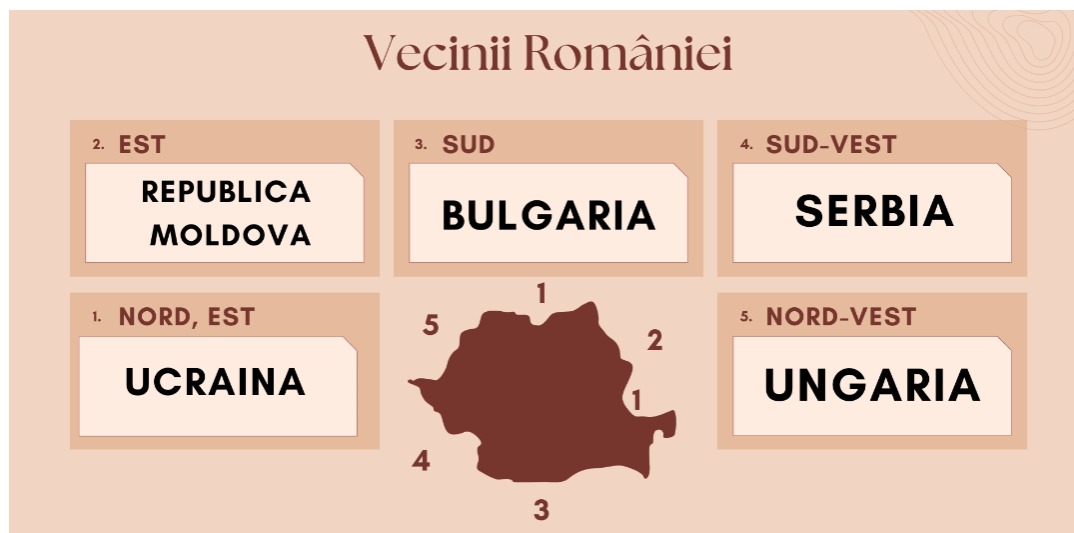 Vecinii României
2. EST
REPUBLICA
MOLDOVA
3. SUD
BULGARIA
4. SUD-VEST
SERBIA
1. NORD, EST
UCRAINA
1
5
2
1
4
3
5. NORD-VEST
UNGARIA